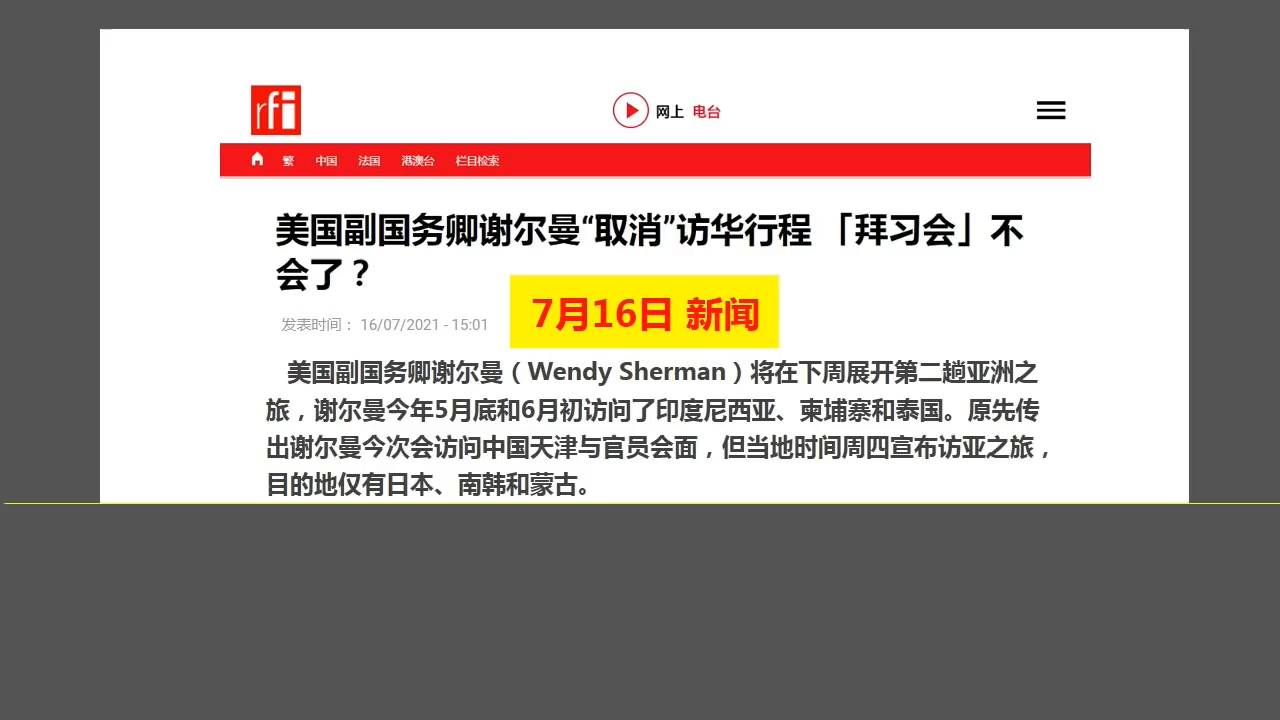 rfi
网上 电台
繁 中国 法国 港澳台 栏目检索
美国副国务卿谢尔曼“取消”访华行程 「拜习会」不
会了？
7月16日 新闻
发表时间： 16/07/2021 - 15:01
美国副国务卿谢尔曼（Wendy Sherman）将在下周展开第二趟亚洲之
旅，谢尔曼今年5月底和6月初访问了印度尼西亚、柬埔寨和泰国。原先传
出谢尔曼今次会访问中国天津与官员会面，但当地时间周四宣布访亚之旅，
目的地仅有日本、南韩和蒙古。